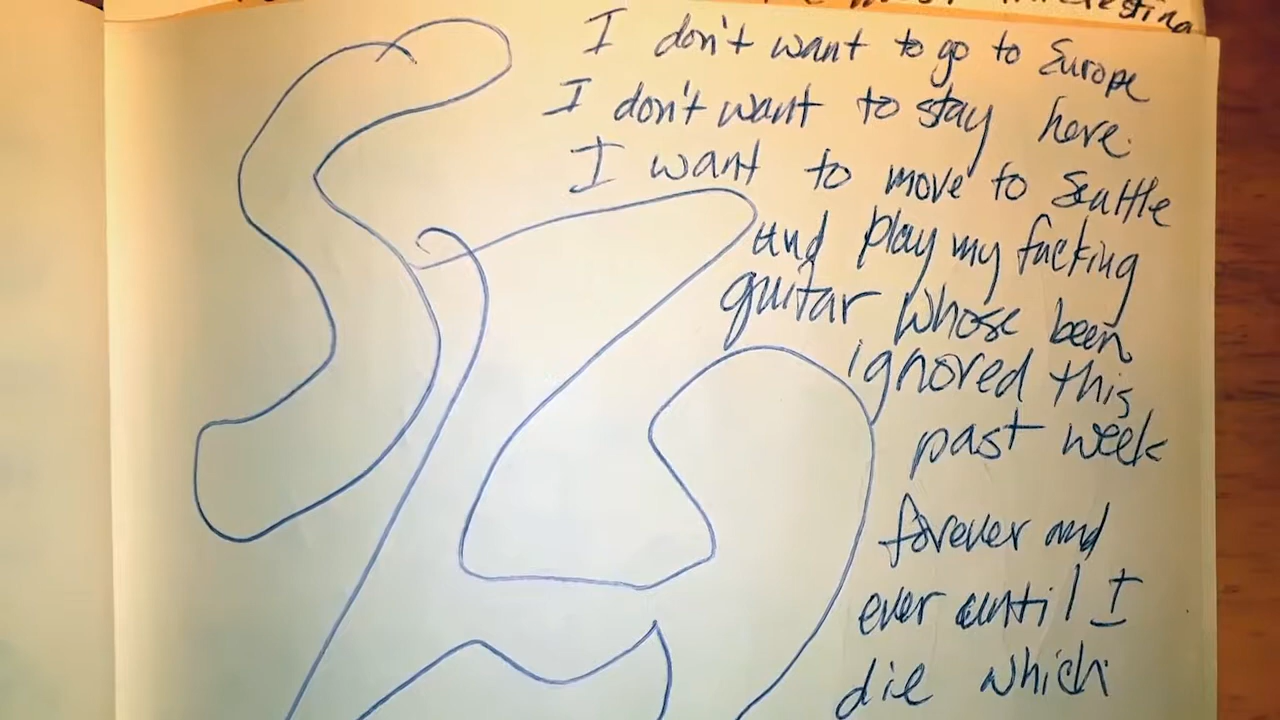 interesting
I don't want to go to Europe
I don't want to stay here.
I want to move to Seattle
and play my fucking
guitar whose been
ignored this
past week
forever and
ever until I
die which